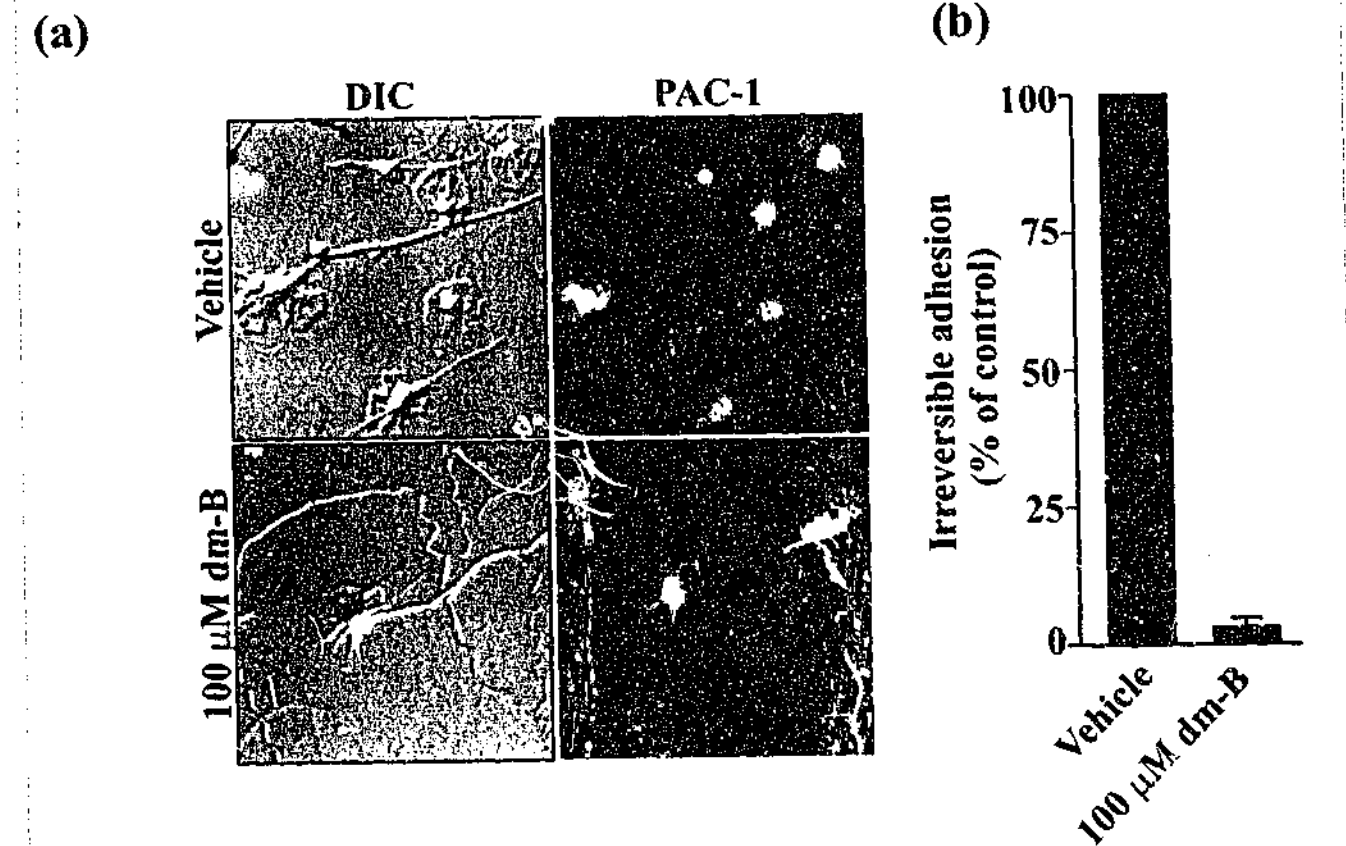 (a)
DIC
PAC-1
Vehicle
100 μM dm-B
(b)
Irreversible adhesion
(% of control)
100
75
50
25
0
Vehicle
100 μM dm-B